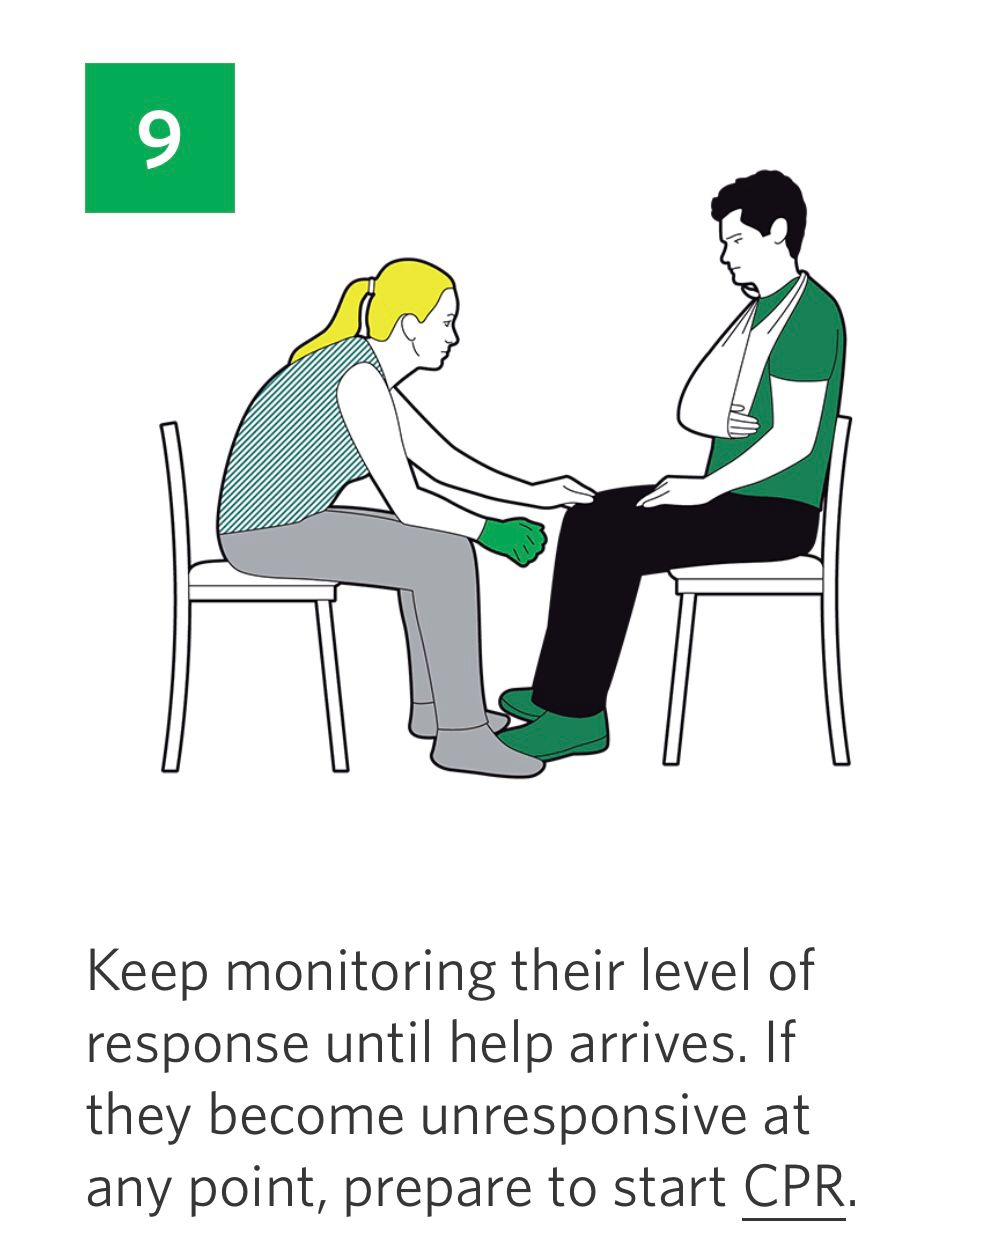 9
Keep monitoring their level of
response until help arrives. If
they become unresponsive at
any point, prepare to start CPR.